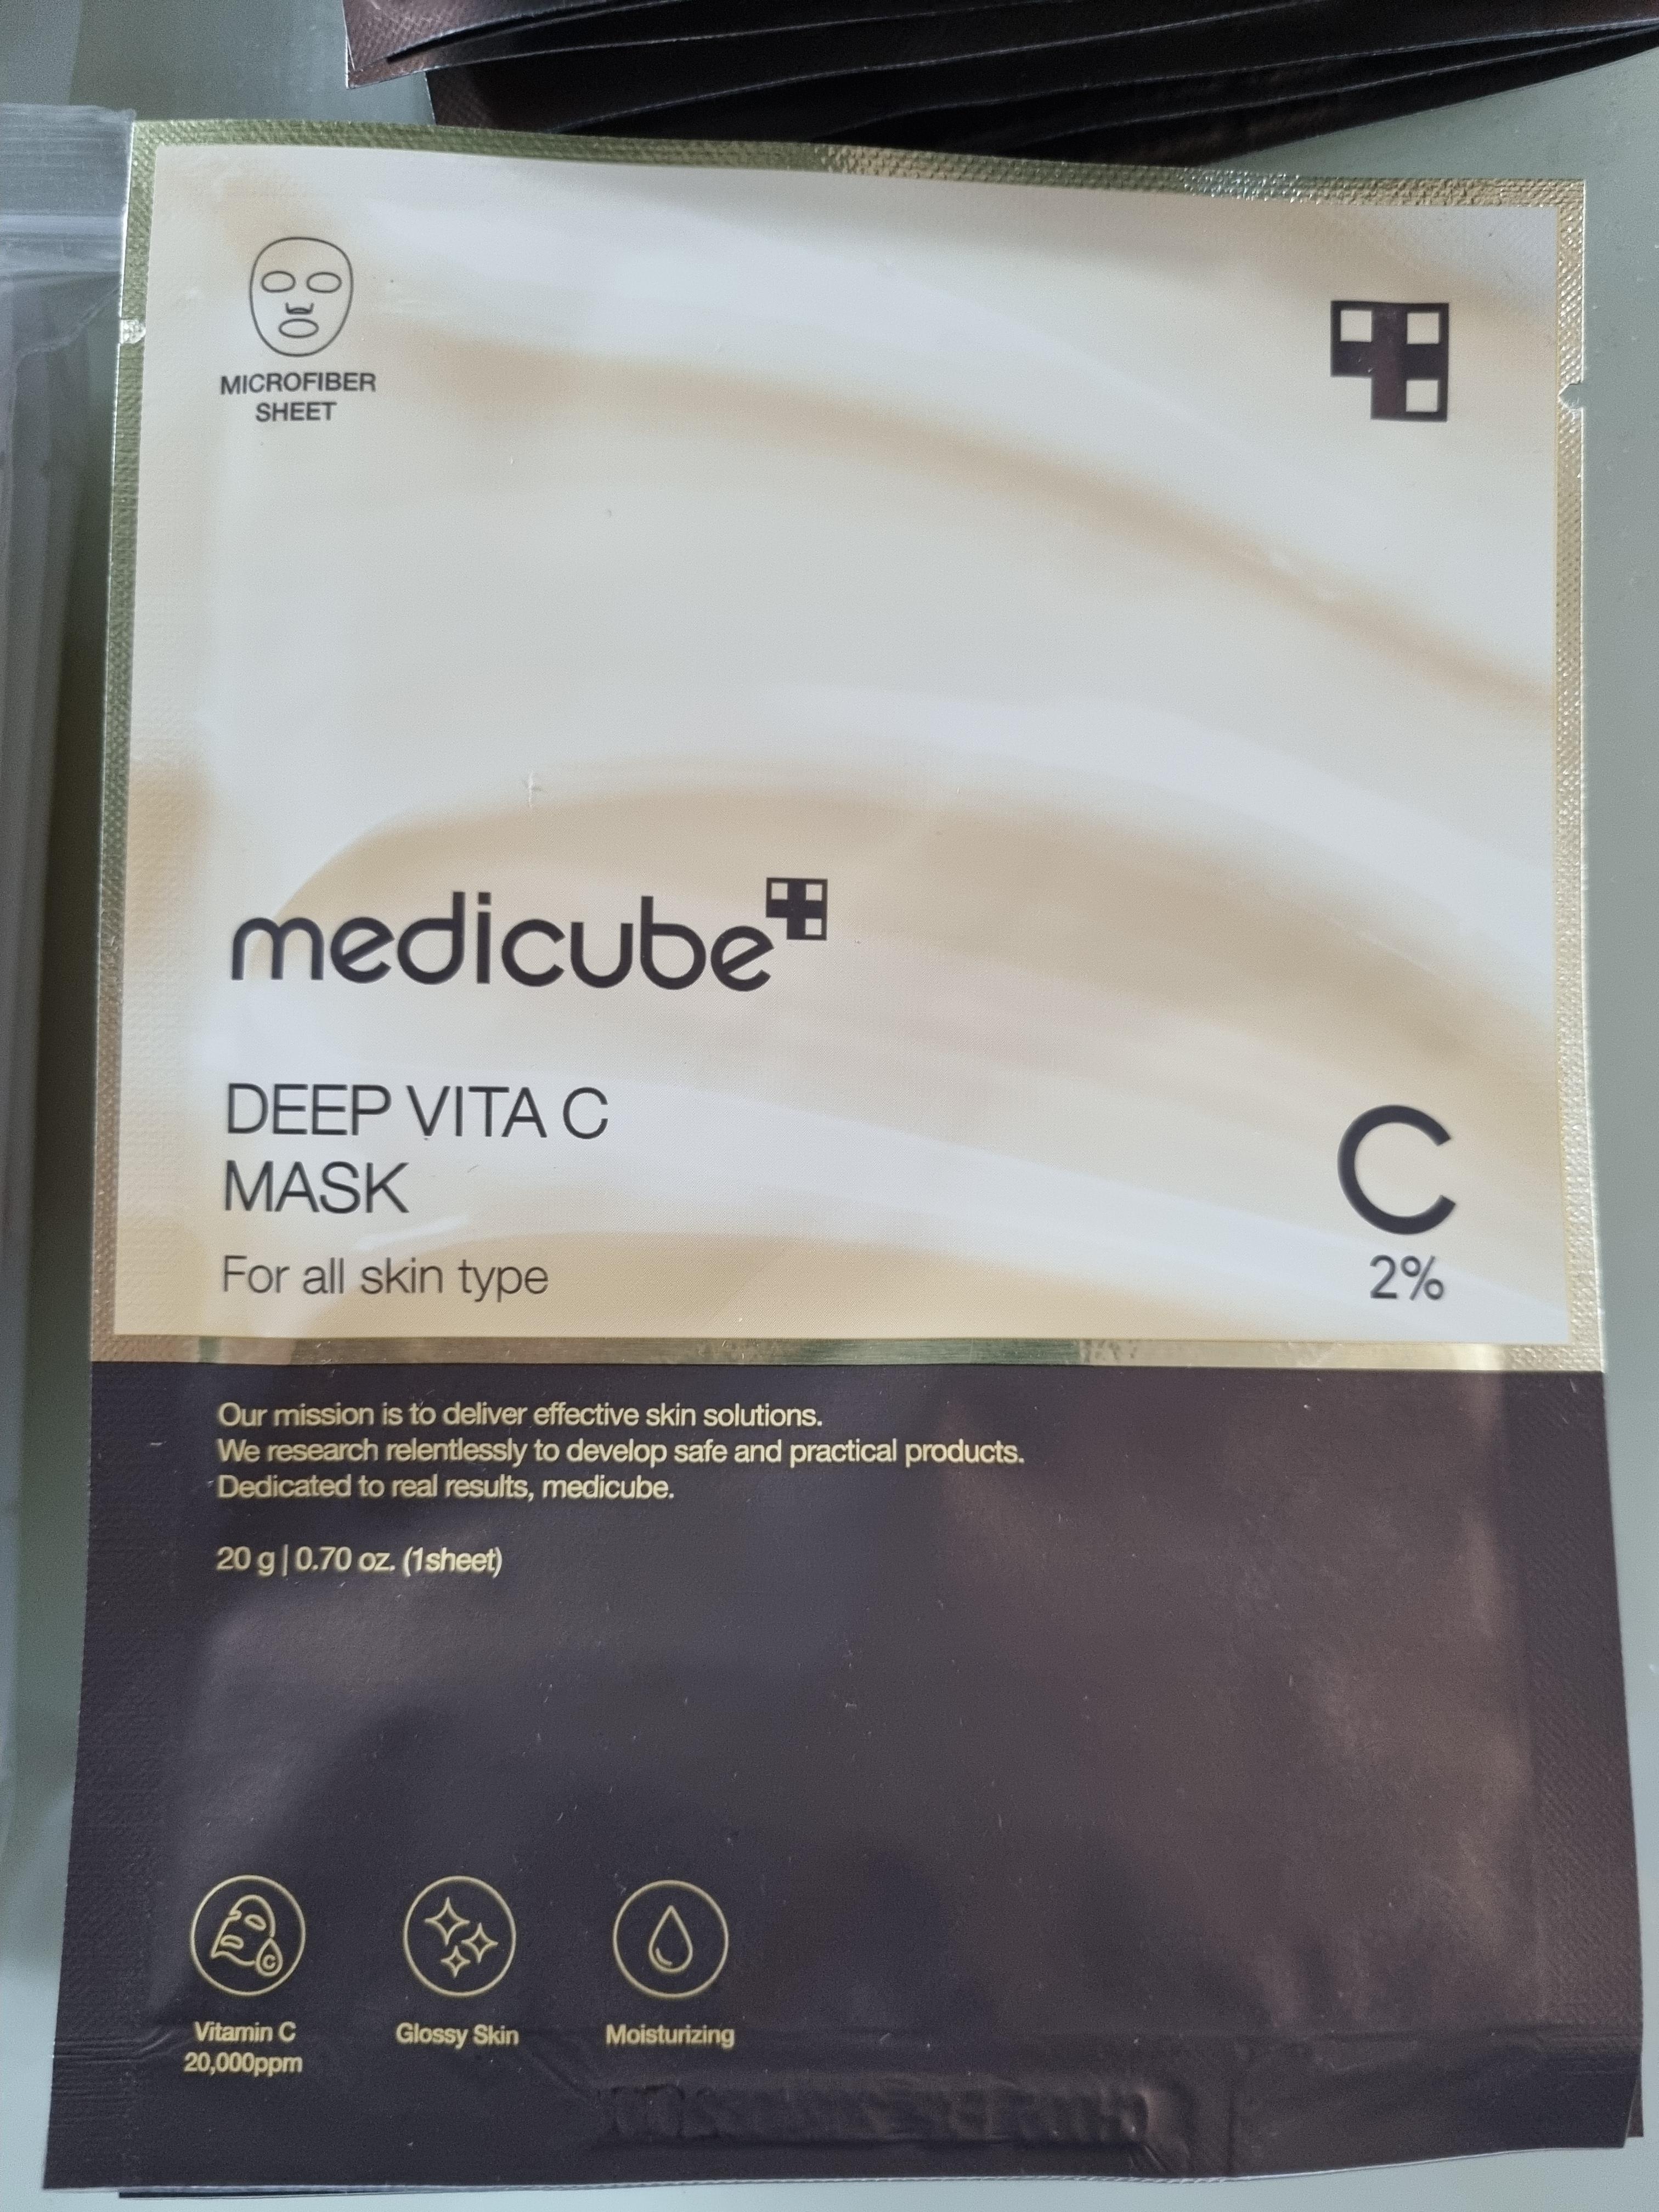 MICROFIBER
SHEET
medicube
DEEP VITA C
MASK
For all skin type
C
2%
Our mission is to deliver effective skin solutions.
We research relentlessly to develop safe and practical products.
Dedicated to real results, medicube.
20 g | 0.70 oz. (1sheet)
C
Vitamin C
20,000ppm
Glossy Skin
Moisturizing